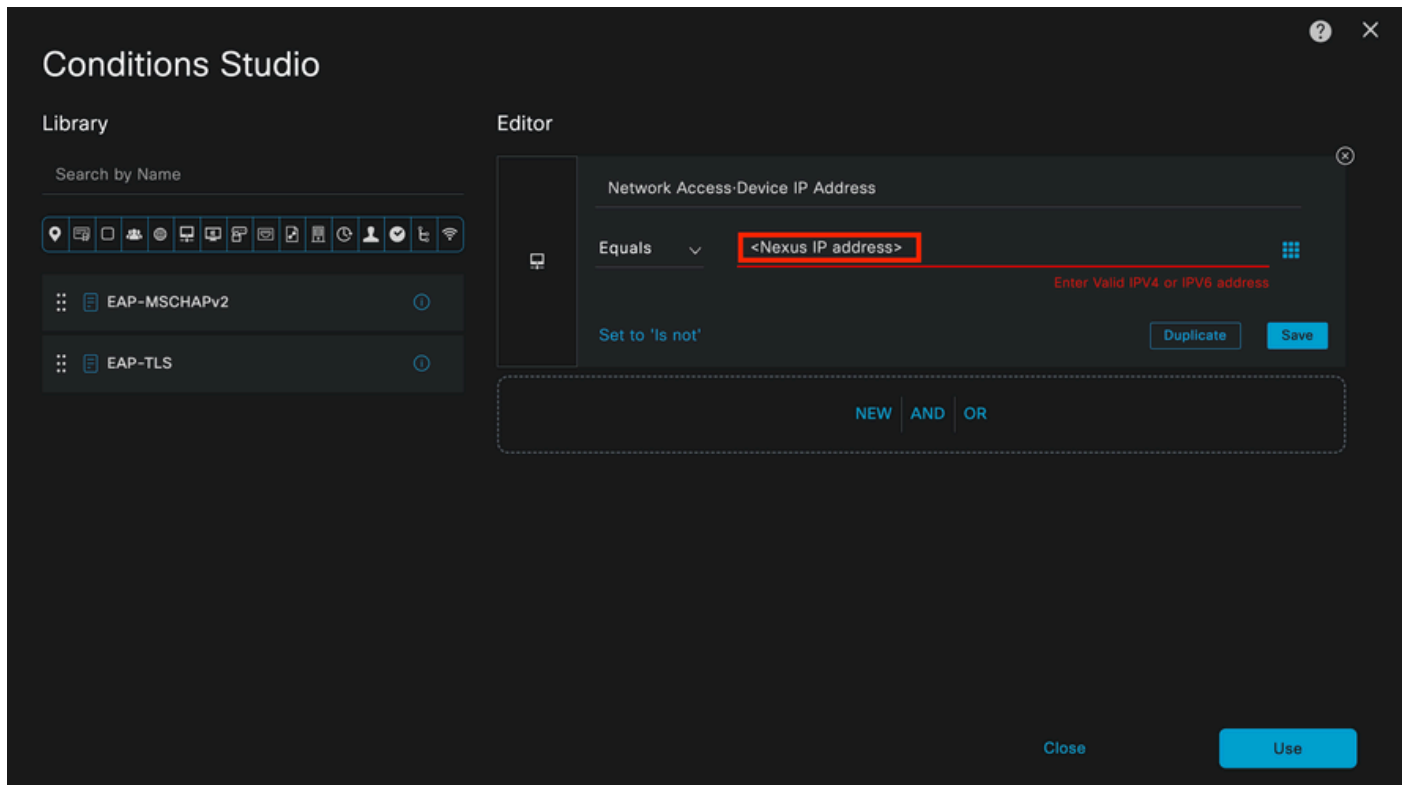 Conditions Studio
Library
Search by Name
EAP-MSCHAPv2
EAP-TLS
Editor
Network Access·Device IP Address
Equals
<Nexus IP address>
Enter Valid IPV4 or IPV6 address
Set to 'Is not'
Duplicate
Save
NEW AND OR
Close
Use